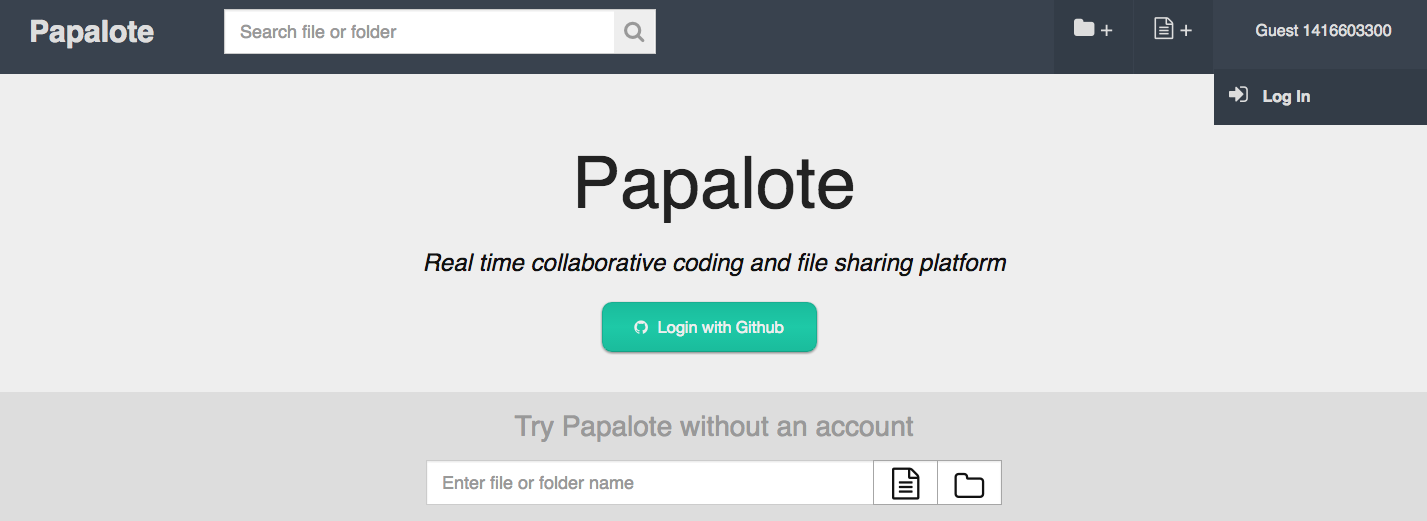 Papalote
Search file or folder
+
+
Guest 1416603300
Log In
Papalote
Real time collaborative coding and file sharing platform
Login with Github
Try Papalote without an account
Enter file or folder name